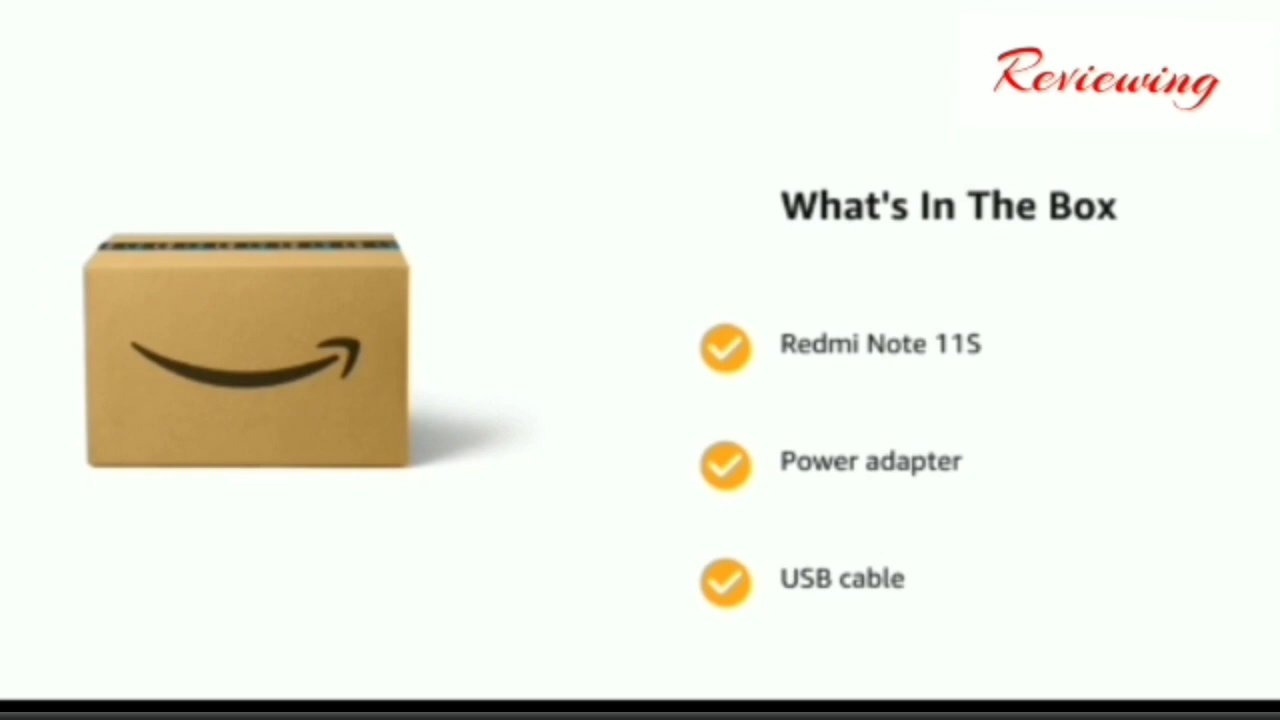 Reviewing
What's In The Box
Redmi Note 11S
Power adapter
USB cable